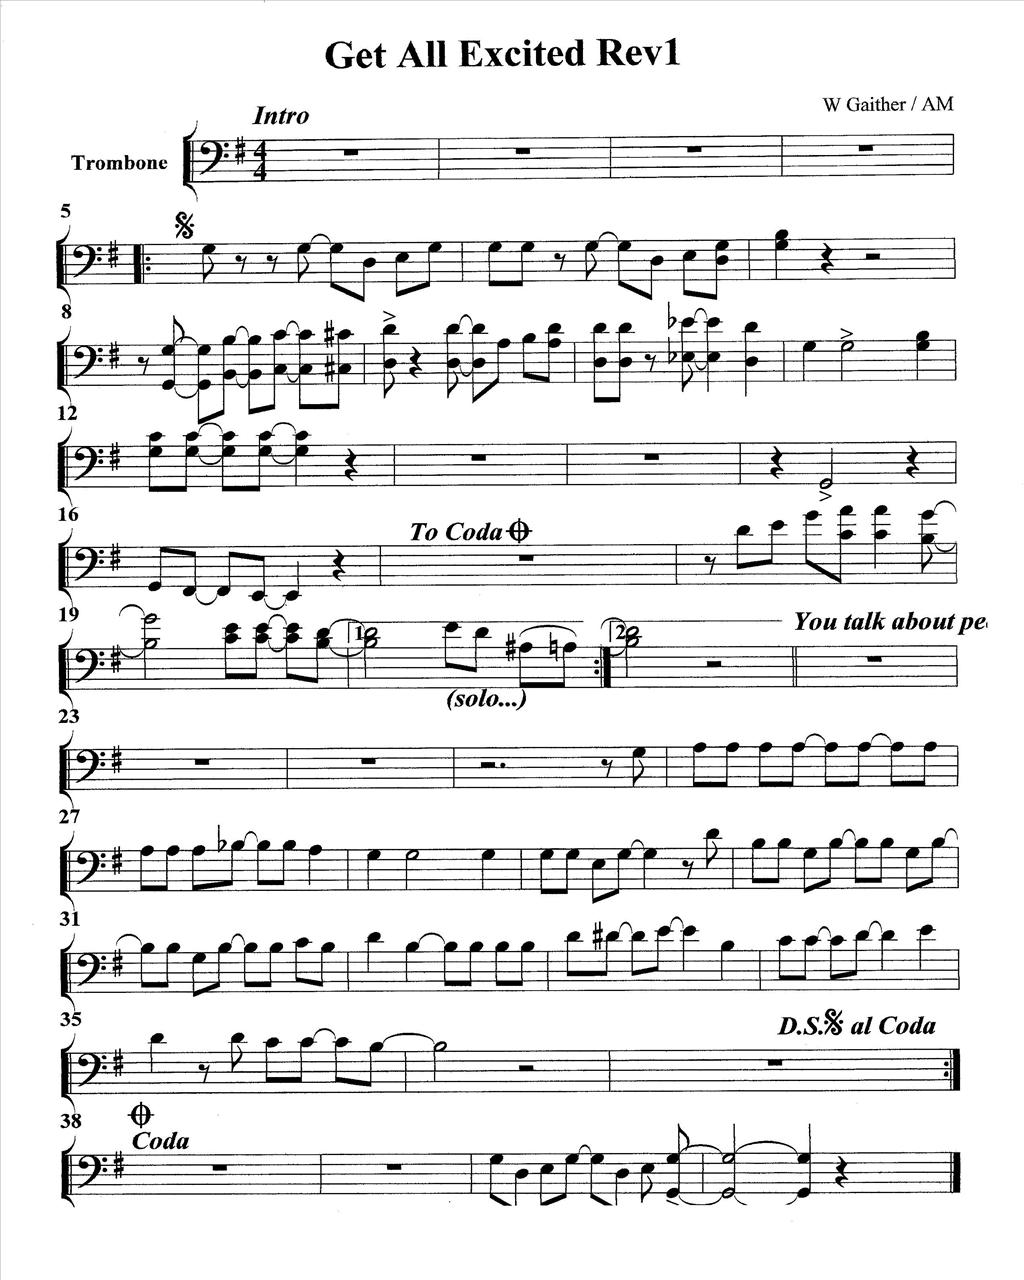 Get All Excited Rev1
W Gaither / AM
Intro
Trombone
5
8
12
16
To Coda
19
1.
2.
You talk about
(solo...)
23
27
31
35
D.S. al Coda
38
Coda